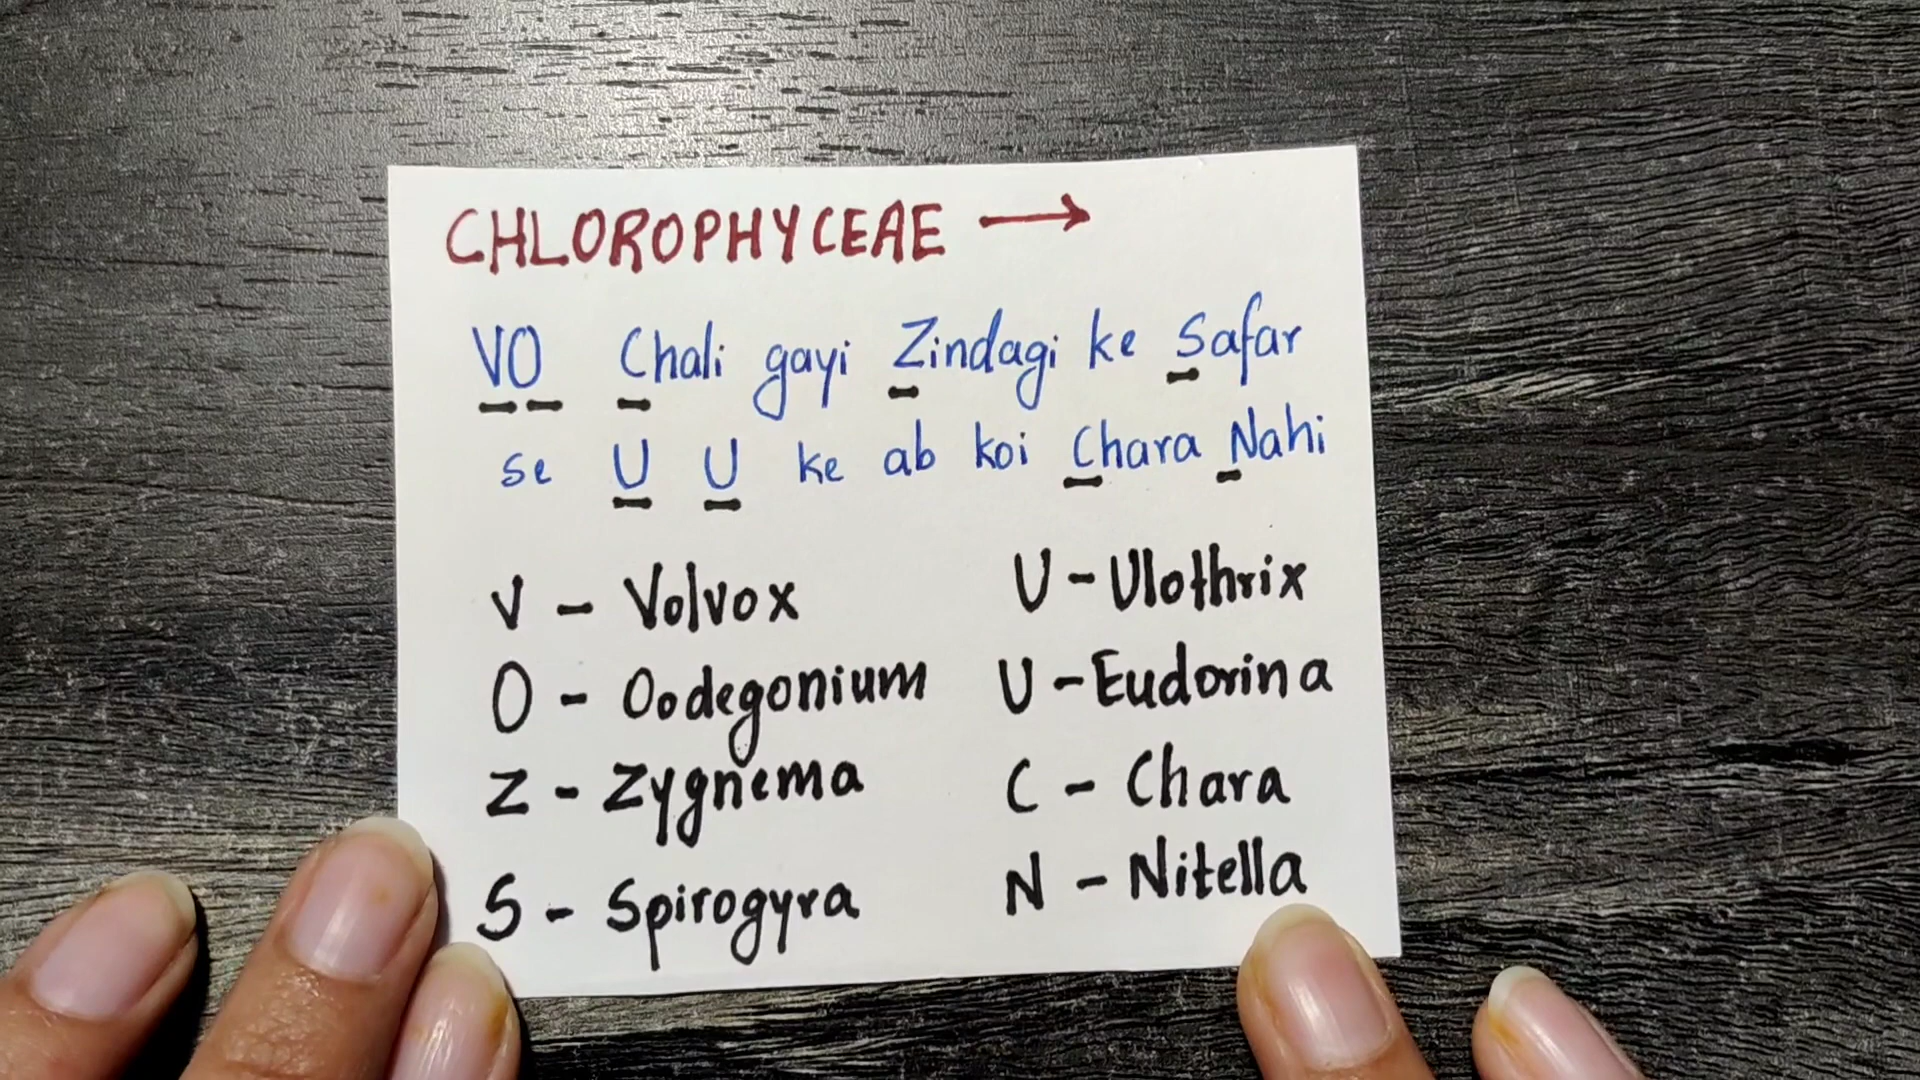 CHLOROPHYCEAE →
VO Chali gayi Zindagi ke Safar
se U U ke ab koi Chara Nahi
V - Volvox
O - Oodegonium
Z - Zygnema
S - Spirogyra
U - Ulothrix
U - Eudorina
C - Chara
N - Nitella